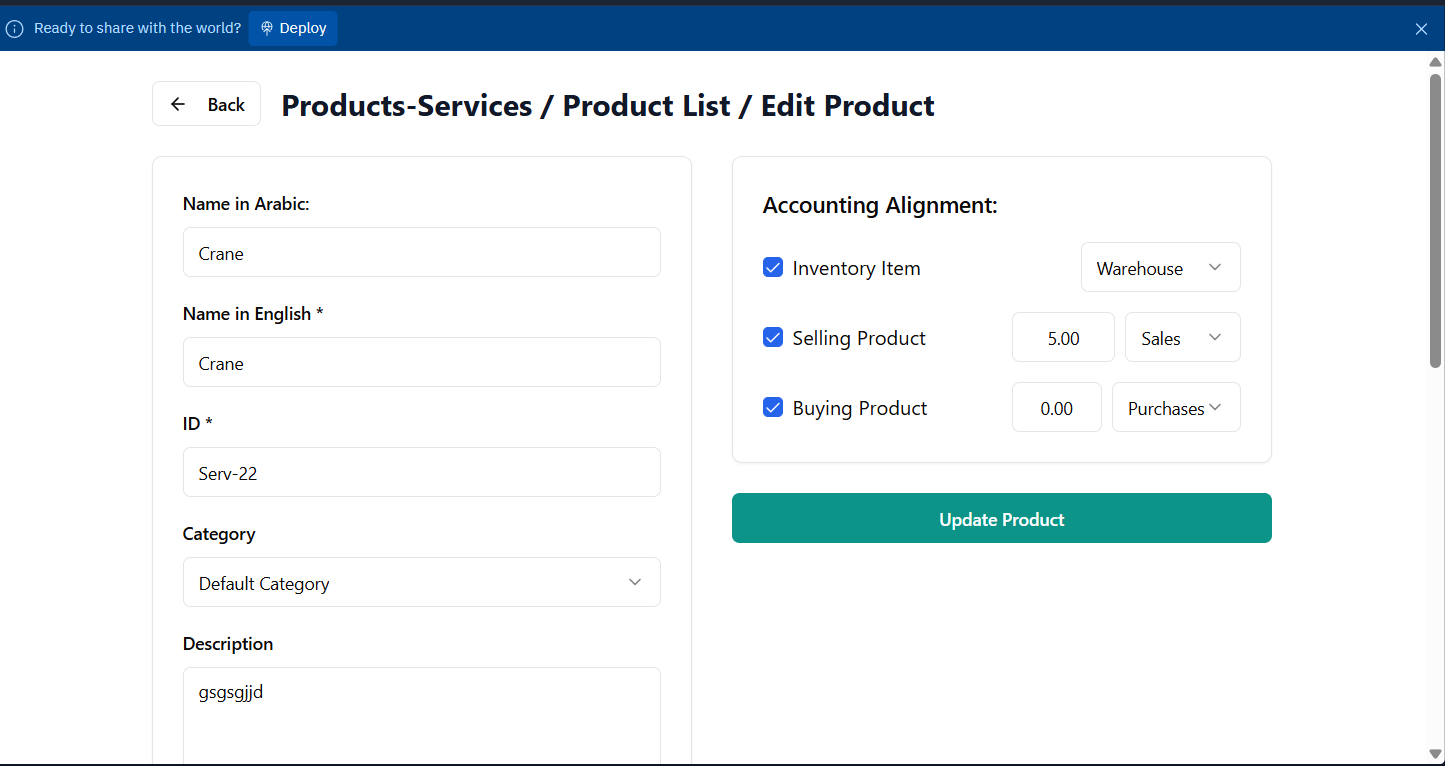 Ready to share with the world? Deploy
Back
Products-Services / Product List / Edit Product
Name in Arabic:
Crane
Name in English *
Crane
ID *
Serv-22
Category
Default Category
Description
gsgsgjjd
Accounting Alignment:
Inventory Item
Warehouse
Selling Product
5.00
Sales
Buying Product
0.00
Purchases
Update Product